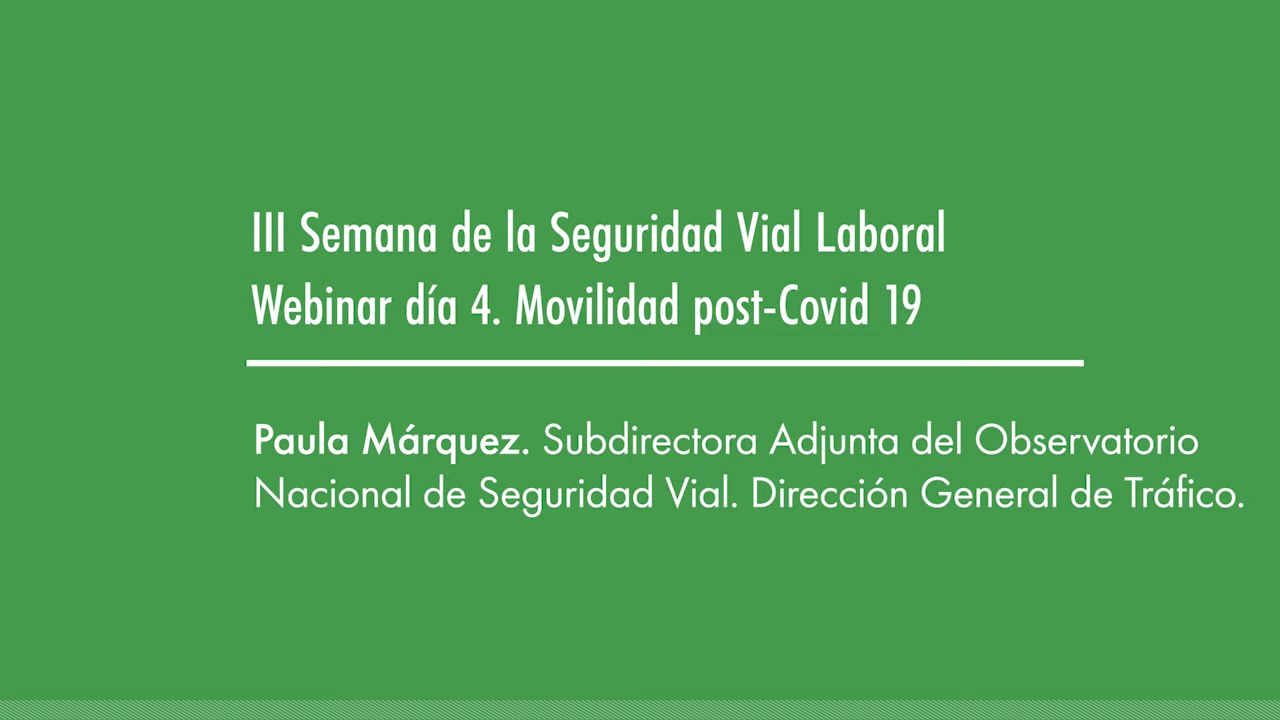 III Semana de la Seguridad Vial Laboral
Webinar día 4. Movilidad post-Covid 19
Paula Márquez. Subdirectora Adjunta del Observatorio
Nacional de Seguridad Vial. Dirección General de Tráfico.